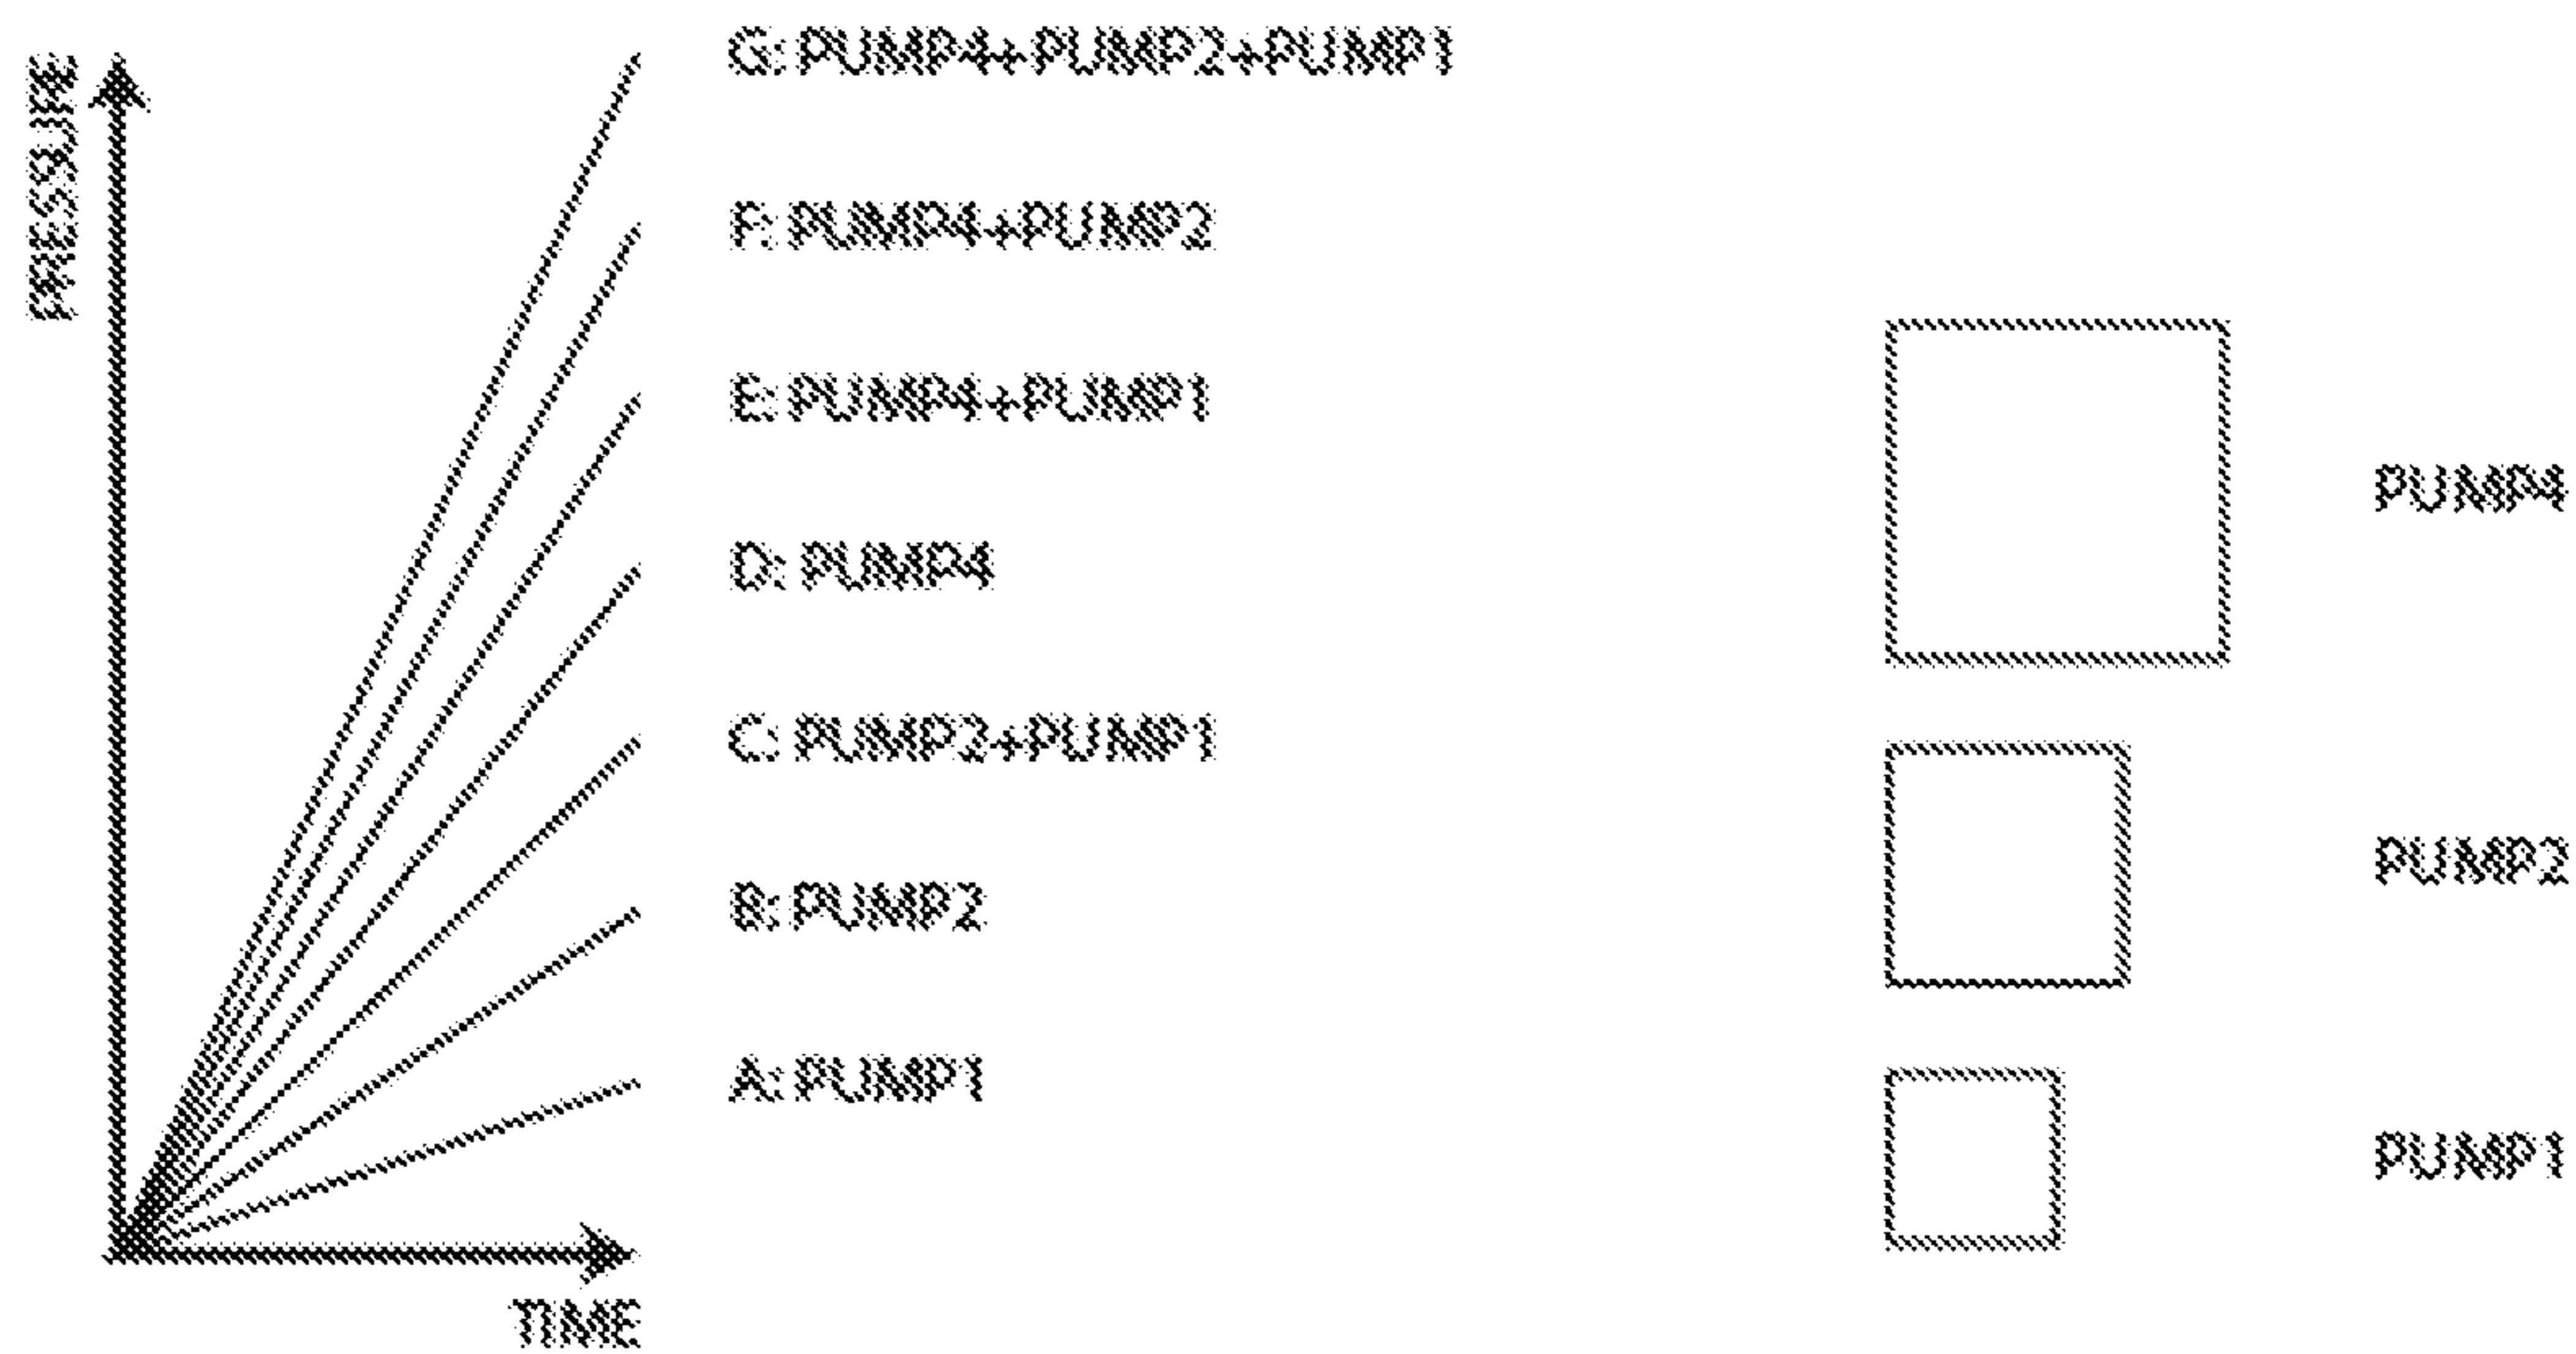 PRESSURE
G: PUMP4+PUMP2+PUMP1
F: PUMP4+PUMP2
E: PUMP4+PUMP1
D: PUMP4
C: PUMP2+PUMP1
B: PUMP2
A: PUMP1
TIME
PUMP4
PUMP2
PUMP1